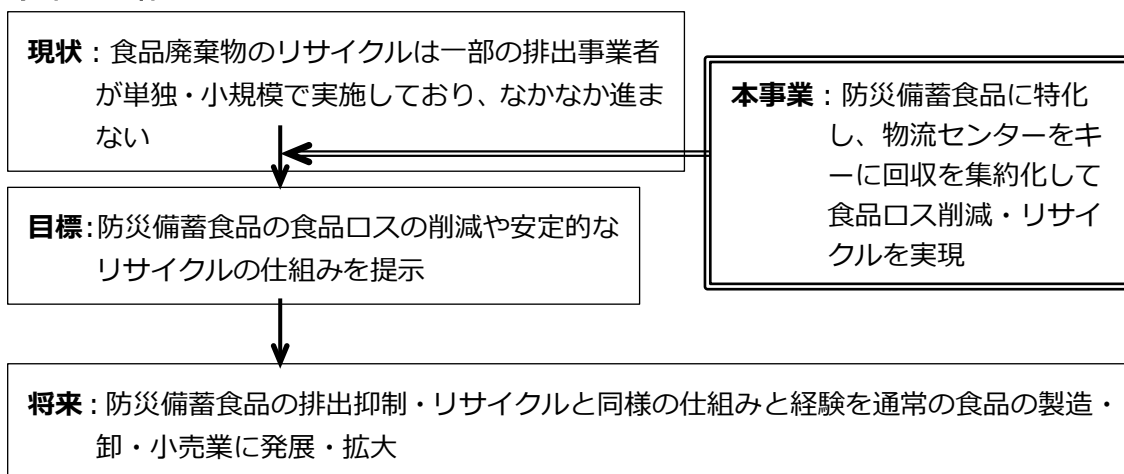 現状：食品廃棄物のリサイクルは一部の排出事業者
が単独・小規模で実施しており、なかなか進ま
ない
本事業：防災備蓄食品に特化
し、物流センターをキ
ーに回収を集約化して
食品ロス削減・リサイ
クルを実現
目標：防災備蓄食品の食品ロスの削減や安定的な
リサイクルの仕組みを提示
将来：防災備蓄食品の排出抑制・リサイクルと同様の仕組みと経験を通常の食品の製造・
卸・小売業に発展・拡大